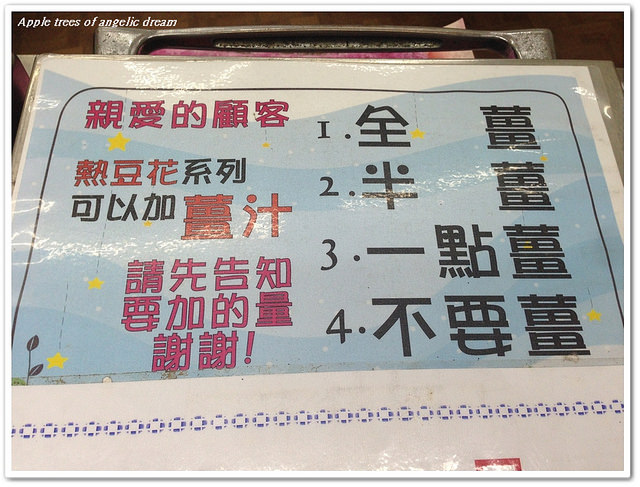 Apple trees of angelic dream
親愛的顧客
熱豆花系列
可以加薑汁
請先告知
要加的量
謝謝!
1.全 薑
2.半 薑
3.一點薑
4.不要薑